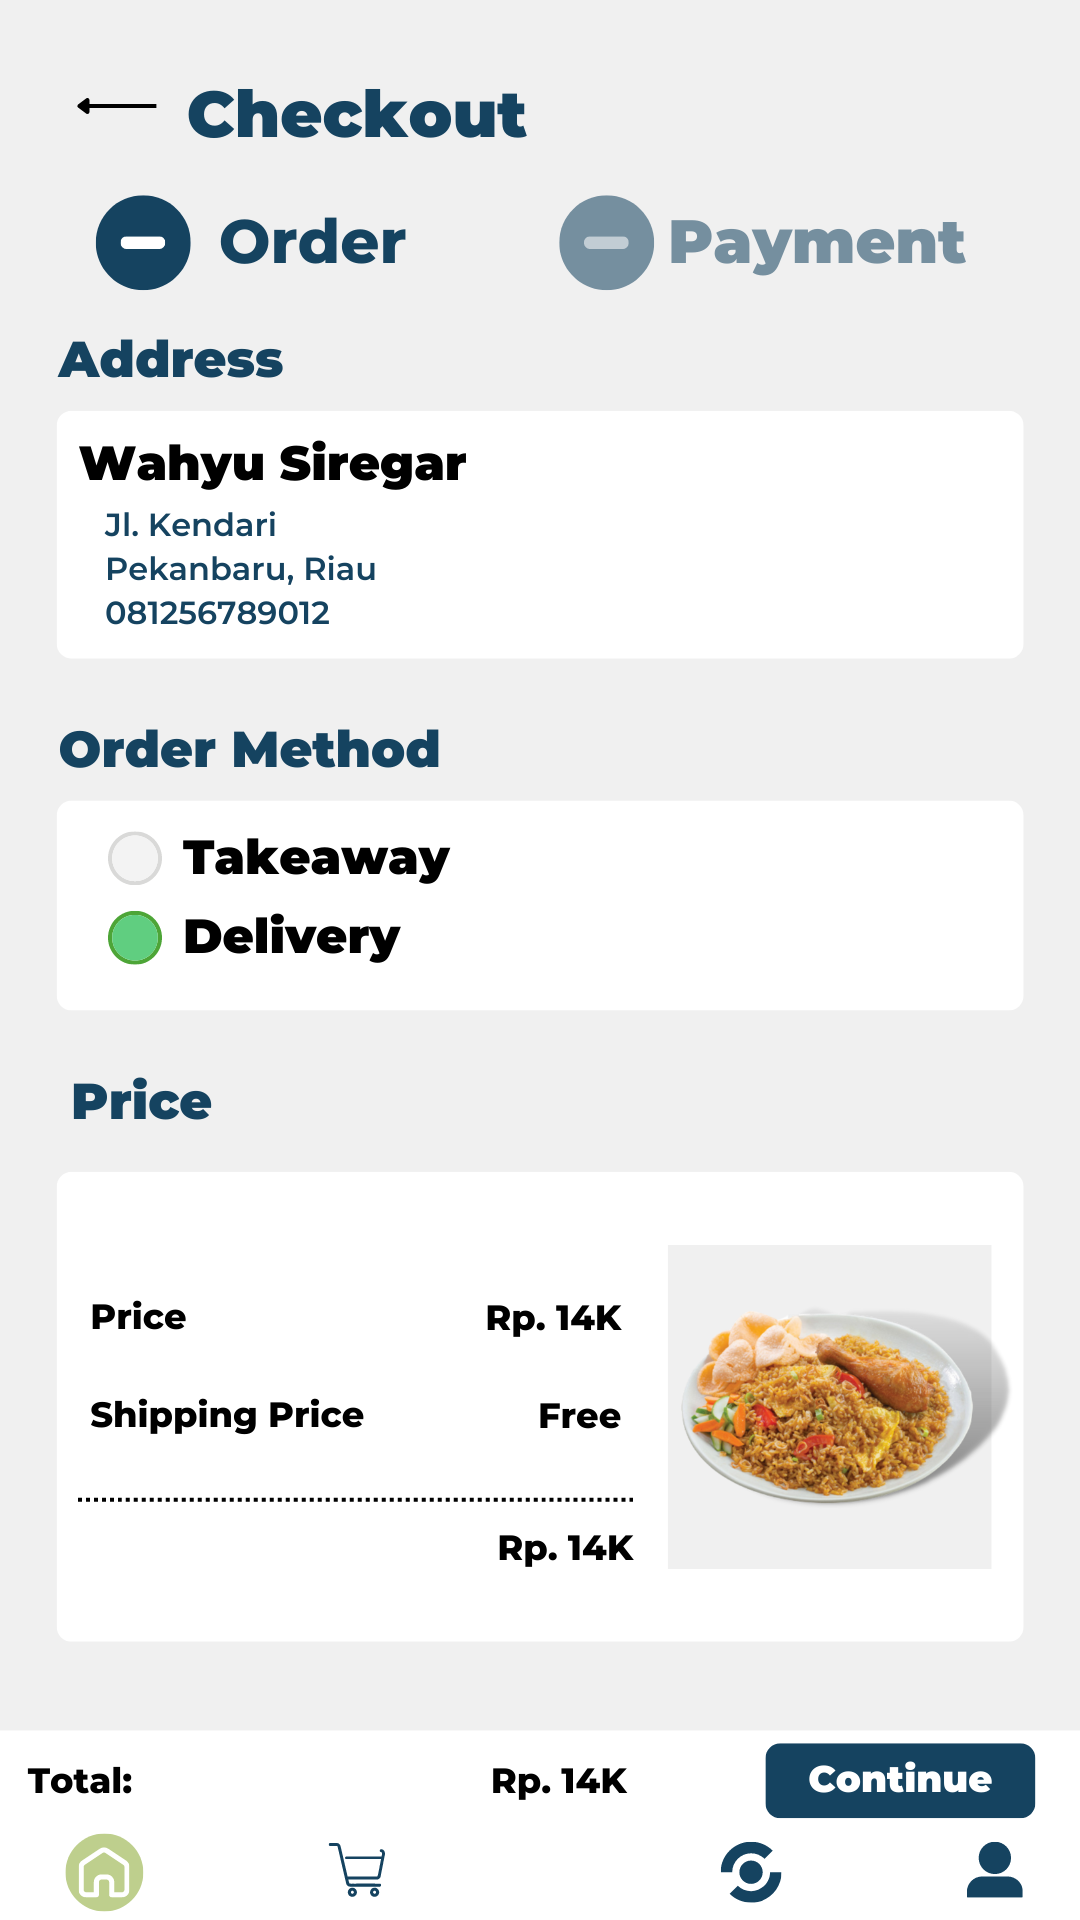 Checkout
Order
Payment
Address
Wahyu Siregar
Jl. Kendari
Pekanbaru, Riau
081256789012
Order Method
Takeaway
Delivery
Price
Price Rp. 14K
Shipping Price Free
Rp. 14K
Total: Rp. 14K
Continue